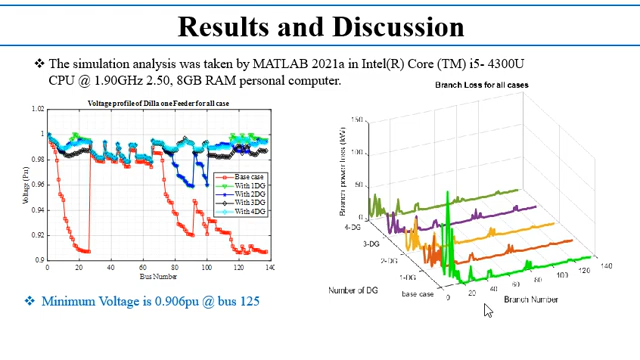 Results and Discussion
❖ The simulation analysis was taken by MATLAB 2021a in Intel(R) Core (TM) i5- 4300U
CPU @ 1.90GHz 2.50, 8GB RAM personal computer.
Voltage profile of Dilla one Feeder for all case
1.02
1
0.98
0.96
0.94
0.92
0.9
Voltage (Pu)
0 20 40 60 80 100 120 140
Bus Number
Base case
With 1DG
With 2DG
With 3DG
With 4DG
Branch Loss for all cases
150
100
50
0
Branch power loss (kW)
4-DG
3-DG
2-DG
1-DG
base case
Number of DG
0 20 40 60 80 100 120 140
Branch Number
❖ Minimum Voltage is 0.906pu @ bus 125